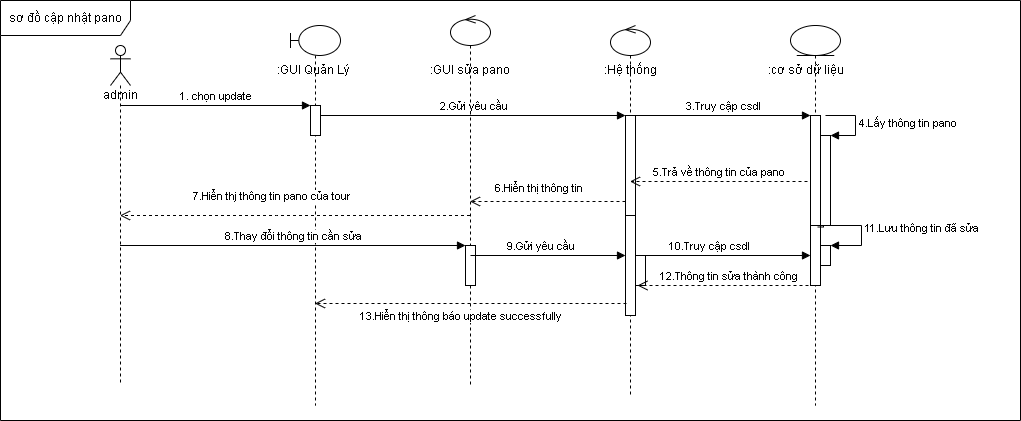 sơ đồ cập nhật pano
admin
:GUI Quản Lý
:GUI sửa pano
:Hệ thống
:cơ sở dữ liệu
1. chọn update
2.Gửi yêu cầu
3.Truy cập csdl
4.Lấy thông tin pano
5.Trả về thông tin của pano
6.Hiển thị thông tin
7.Hiển thị thông tin pano của tour
8.Thay đổi thông tin cần sửa
9.Gửi yêu cầu
10.Truy cập csdl
11.Lưu thông tin đã sửa
12.Thông tin sửa thành công
13.Hiển thị thông báo update successfully